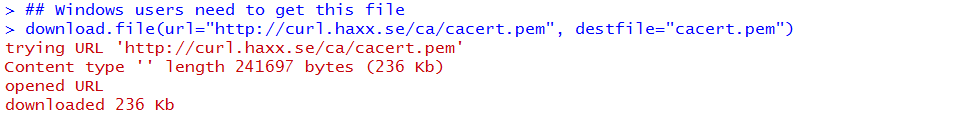 > ## Windows users need to get this file
> download.file(url="http://curl.haxx.se/ca/cacert.pem", destfile="cacert.pem")
trying URL 'http://curl.haxx.se/ca/cacert.pem'
Content type '' length 241697 bytes (236 Kb)
opened URL
downloaded 236 Kb